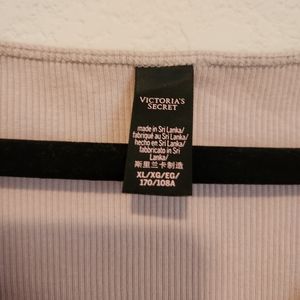 VICTORIA'S
SECRET
made in Sri Lanka/
fabriqué au Sri Lanka/
hecho en Sri Lanka/
fabbricato in Sri
Lanka/
斯里兰卡制造
XL/XG/EG/
170/108A